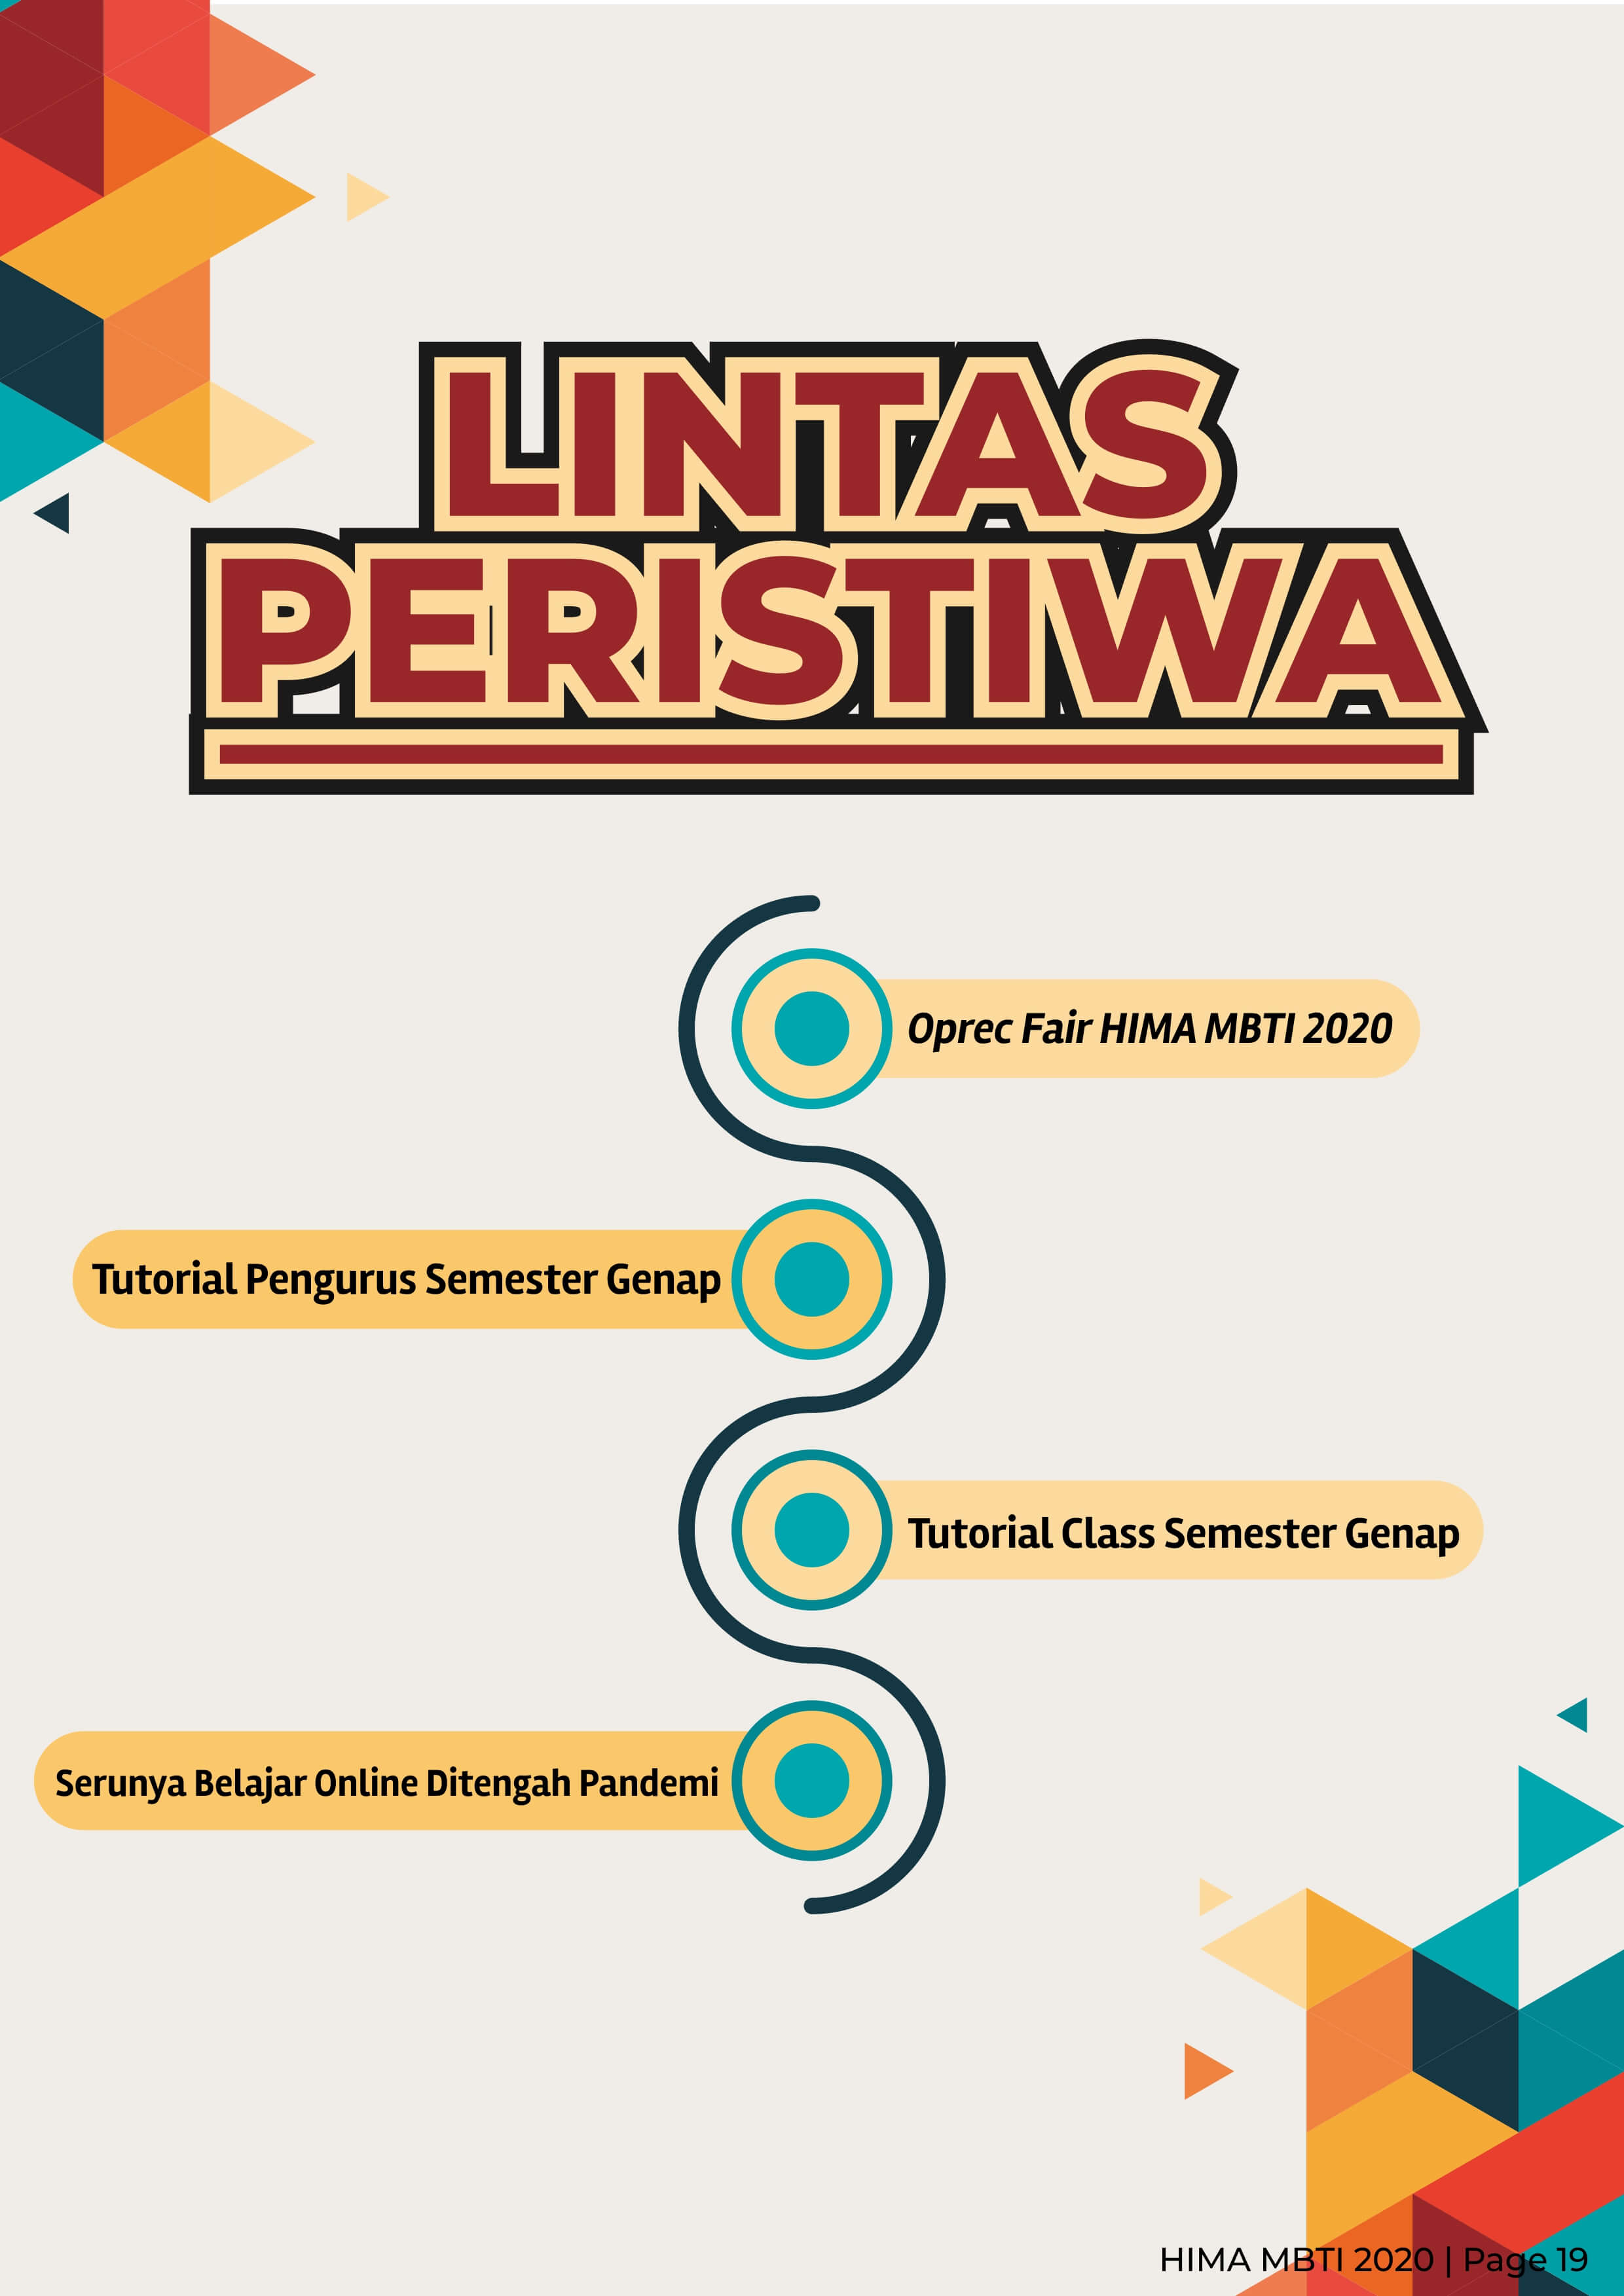 LINTAS
PERISTIWA
Oprec Fair HIMA MBTI 2020
Tutorial Pengurus Semester Genap
Tutorial Class Semester Genap
Serunya Belajar Online Ditengah Pandemi
HIMA MBTI 2020 | Page 19